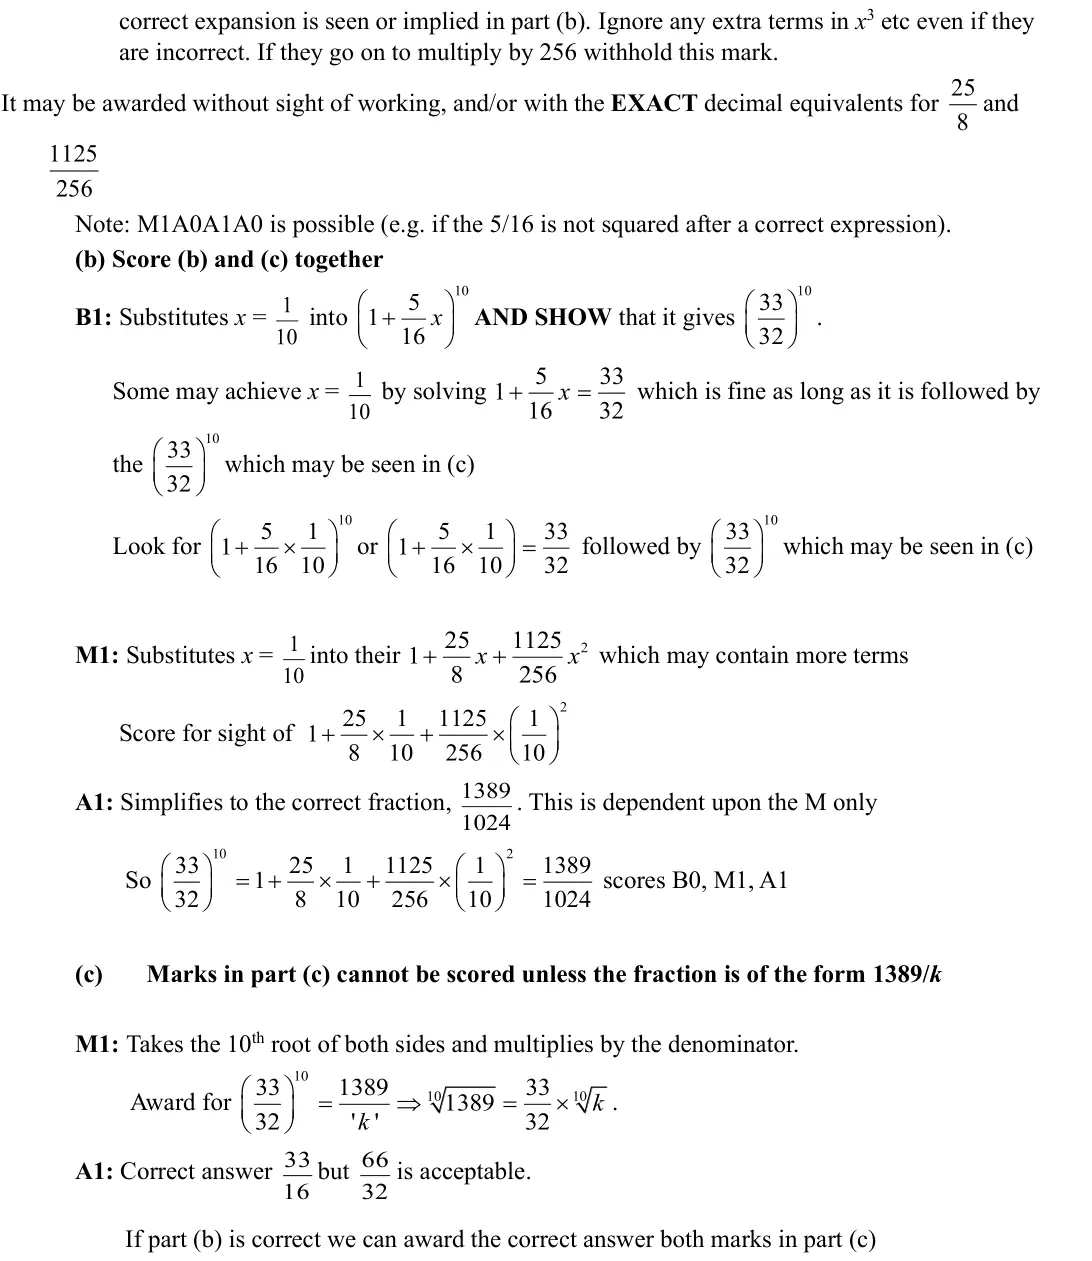 correct expansion is seen or implied in part (b). Ignore any extra terms in x³ etc even if they
are incorrect. If they go on to multiply by 256 withhold this mark.
It may be awarded without sight of working, and/or with the EXACT decimal equivalents for 25/8 and
1125/256
Note: M1A0A1A0 is possible (e.g. if the 5/16 is not squared after a correct expression).
(b) Score (b) and (c) together
B1: Substitutes x = 1/10 into (1 + 5/16 x)^10 AND SHOW that it gives (33/32)^10 .
Some may achieve x = 1/10 by solving 1 + 5/16 x = 33/32 which is fine as long as it is followed by
the (33/32)^10 which may be seen in (c)
Look for (1 + 5/16 × 1/10)^10 or (1 + 5/16 × 1/10) = 33/32 followed by (33/32)^10 which may be seen in (c)
M1: Substitutes x = 1/10 into their 1 + 25/8 x + 1125/256 x² which may contain more terms
Score for sight of 1 + 25/8 × 1/10 + 1125/256 × (1/10)²
A1: Simplifies to the correct fraction, 1389/1024 . This is dependent upon the M only
So (33/32)^10 = 1 + 25/8 × 1/10 + 1125/256 × (1/10)² = 1389/1024 scores B0, M1, A1
(c) Marks in part (c) cannot be scored unless the fraction is of the form 1389/k
M1: Takes the 10th root of both sides and multiplies by the denominator.
Award for (33/32)^10 = 1389/'k' ⇒ ¹⁰√1389 = 33/32 × ¹⁰√k .
A1: Correct answer 33/16 but 66/32 is acceptable.
If part (b) is correct we can award the correct answer both marks in part (c)